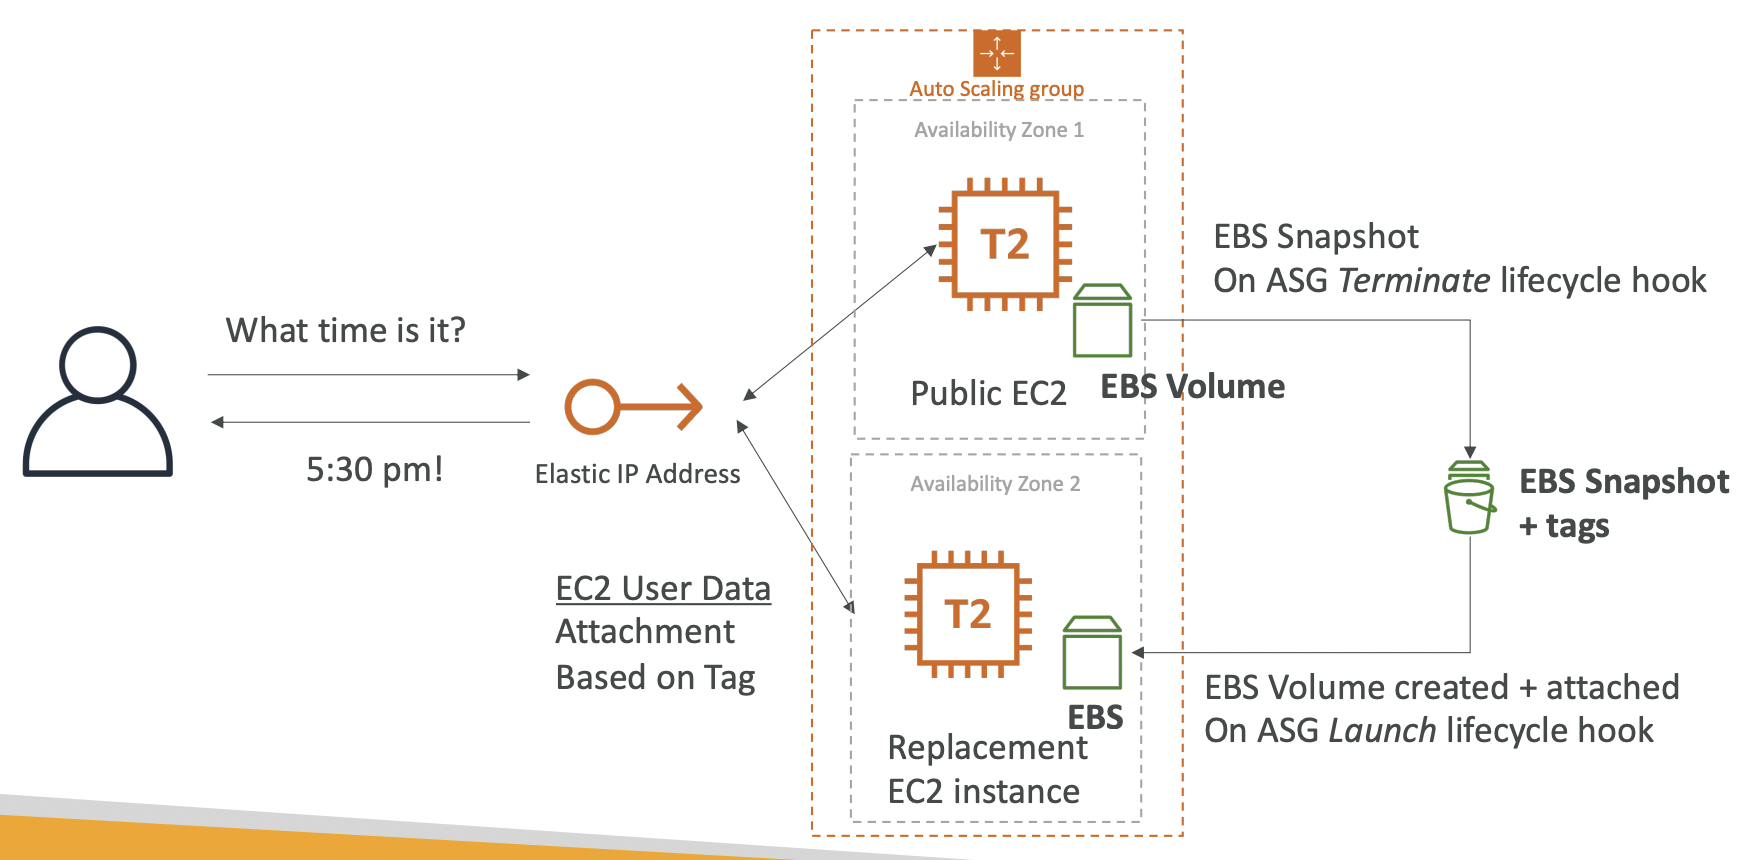 Auto Scaling group
Availability Zone 1
T2
Public EC2
EBS Volume
EBS Snapshot
On ASG Terminate lifecycle hook
What time is it?
5:30 pm!
Elastic IP Address
EBS Snapshot
+ tags
Availability Zone 2
T2
EBS
Replacement
EC2 instance
EC2 User Data
Attachment
Based on Tag
EBS Volume created + attached
On ASG Launch lifecycle hook